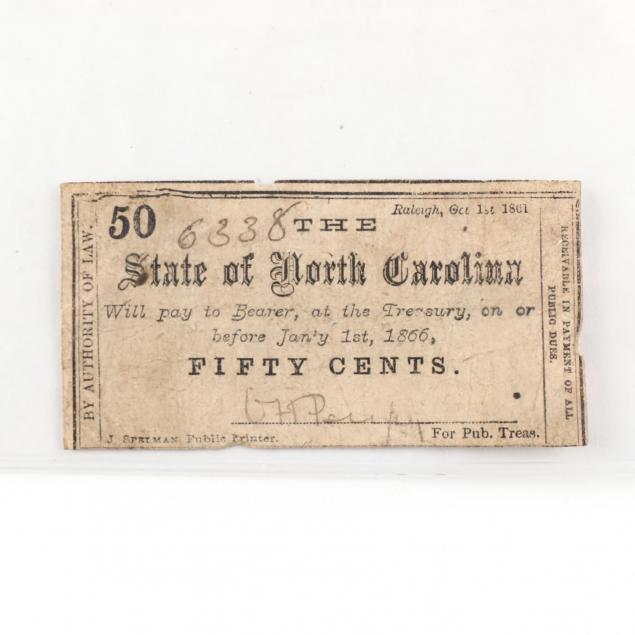 50 6338 THE Raleigh, Oct 1st 1861
State of North Carolina
Will pay to Bearer, at the Treasury, on or
before Jan'y 1st, 1866,
FIFTY CENTS.
J SPELMAN, Public Printer. For Pub. Treas.
BY AUTHORITY OF LAW.
RECEIVABLE IN PAYMENT OF ALL
PUBLIC DUES.